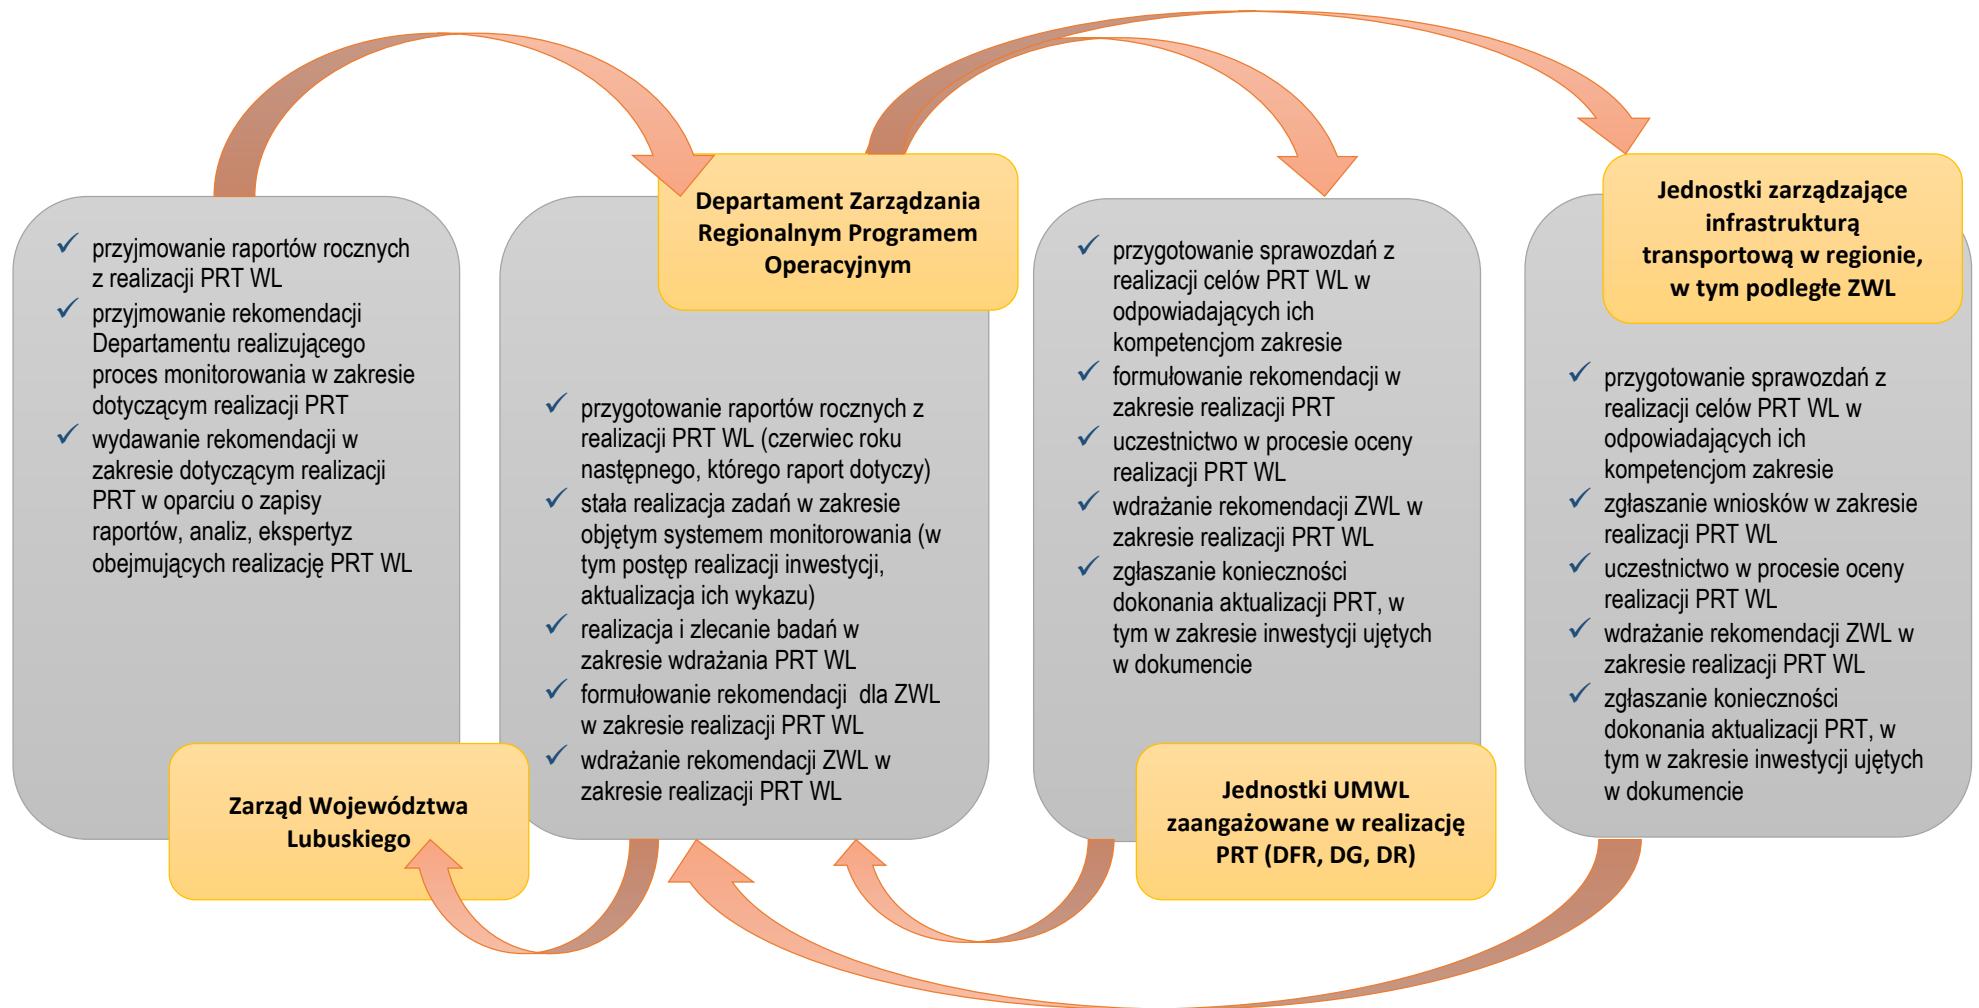 ✓ przyjmowanie raportów rocznych
z realizacji PRT WL
✓ przyjmowanie rekomendacji
Departamentu realizującego
proces monitorowania w zakresie
dotyczącym realizacji PRT
✓ wydawanie rekomendacji w
zakresie dotyczącym realizacji
PRT w oparciu o zapisy
raportów, analiz, ekspertyz
obejmujących realizację PRT WL
Zarząd Województwa
Lubuskiego
Departament Zarządzania
Regionalnym Programem
Operacyjnym
✓ przygotowanie raportów rocznych z
realizacji PRT WL (czerwiec roku
następnego, którego raport dotyczy)
✓ stała realizacja zadań w zakresie
objętym systemem monitorowania (w
tym postęp realizacji inwestycji,
aktualizacja ich wykazu)
✓ realizacja i zlecanie badań w
zakresie wdrażania PRT WL
✓ formułowanie rekomendacji dla ZWL
w zakresie realizacji PRT WL
✓ wdrażanie rekomendacji ZWL w
zakresie realizacji PRT WL
✓ przygotowanie sprawozdań z
realizacji celów PRT WL w
odpowiadających ich
kompetencjom zakresie
✓ formułowanie rekomendacji w
zakresie realizacji PRT
✓ uczestnictwo w procesie oceny
realizacji PRT WL
✓ wdrażanie rekomendacji ZWL w
zakresie realizacji PRT WL
✓ zgłaszanie konieczności
dokonania aktualizacji PRT, w
tym w zakresie inwestycji ujętych
w dokumencie
Jednostki UMWL
zaangażowane w realizację
PRT (DFR, DG, DR)
Jednostki zarządzające
infrastrukturą
transportową w regionie,
w tym podległe ZWL
✓ przygotowanie sprawozdań z
realizacji celów PRT WL w
odpowiadających ich
kompetencjom zakresie
✓ zgłaszanie wniosków w zakresie
realizacji PRT WL
✓ uczestnictwo w procesie oceny
realizacji PRT WL
✓ wdrażanie rekomendacji ZWL w
zakresie realizacji PRT WL
✓ zgłaszanie konieczności
dokonania aktualizacji PRT, w
tym w zakresie inwestycji ujętych
w dokumencie